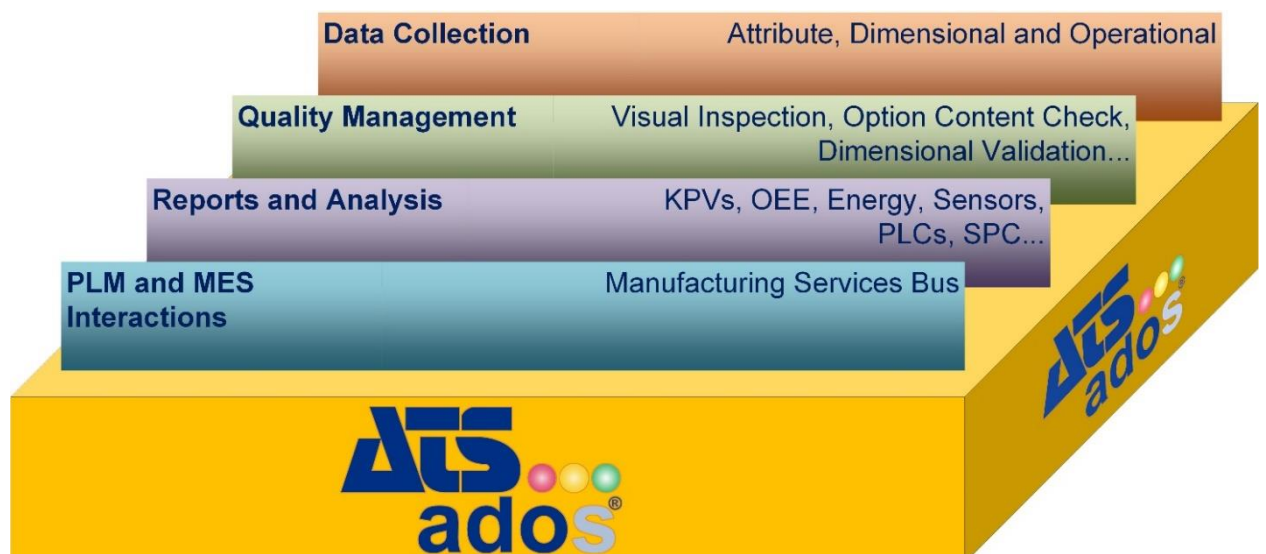 Data Collection Attribute, Dimensional and Operational
Quality Management Visual Inspection, Option Content Check,
Dimensional Validation...
Reports and Analysis KPVs, OEE, Energy, Sensors,
PLCs, SPC...
PLM and MES Manufacturing Services Bus
Interactions
ATS
ados®
ATS
ados®